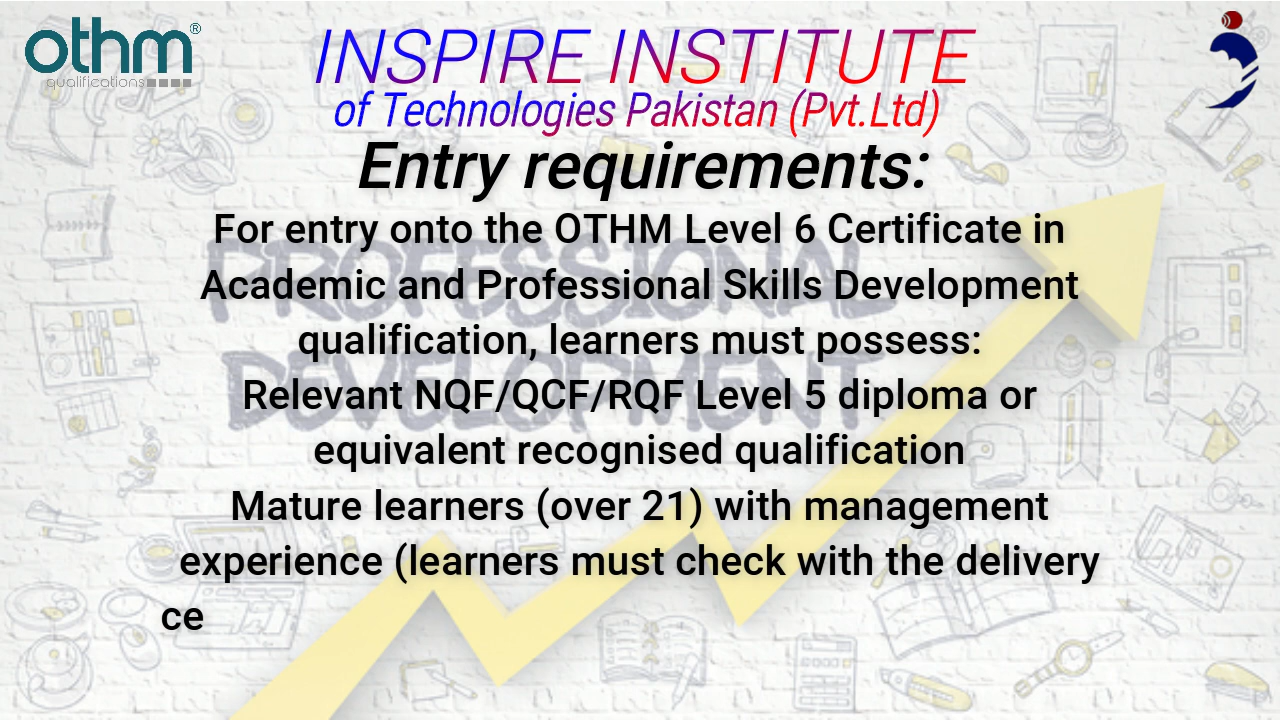 othm®
qualifications
INSPIRE INSTITUTE
of Technologies Pakistan (Pvt.Ltd)
Entry requirements:
For entry onto the OTHM Level 6 Certificate in
Academic and Professional Skills Development
qualification, learners must possess:
Relevant NQF/QCF/RQF Level 5 diploma or
equivalent recognised qualification
Mature learners (over 21) with management
experience (learners must check with the delivery
ce
PROFESSIONAL
DEVELOPMENT